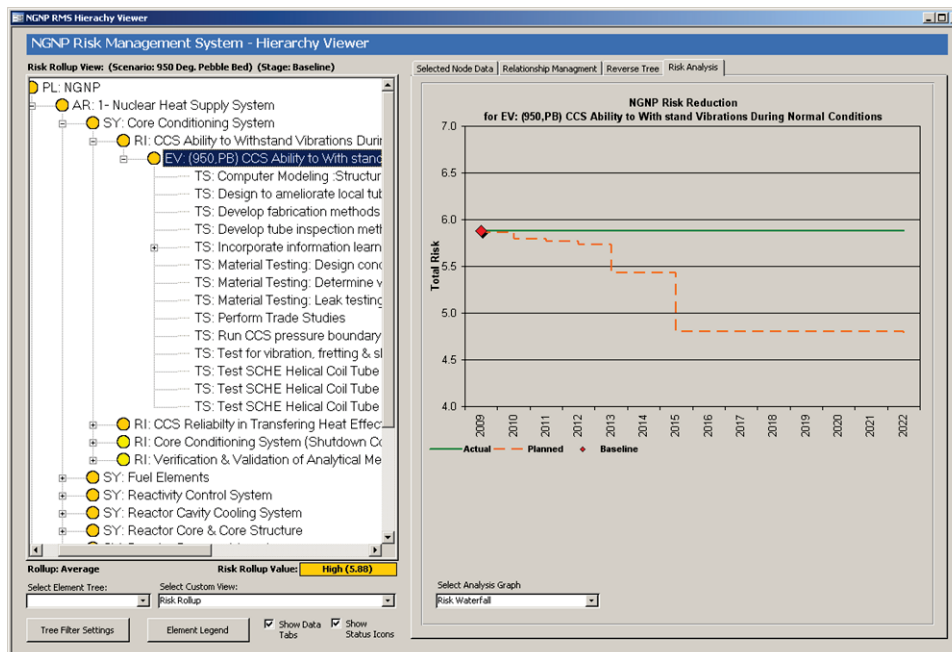 NGNP RMS Hierachy Viewer
NGNP Risk Management System - Hierarchy Viewer
Risk Rollup View: (Scenario: 950 Deg. Pebble Bed) (Stage: Baseline)
PL: NGNP
AR: 1- Nuclear Heat Supply System
SY: Core Conditioning System
RI: CCS Ability to Withstand Vibrations Duri
EV: (950,PB) CCS Ability to With stand
TS: Computer Modeling :Structur
TS: Design to ameliorate local tub
TS: Develop fabrication methods
TS: Develop tube inspection meth
TS: Incorporate information learn
TS: Material Testing: Design conc
TS: Material Testing: Determine v
TS: Material Testing: Leak testing
TS: Perform Trade Studies
TS: Run CCS pressure boundary
TS: Test for vibration, fretting & sl
TS: Test SCHE Helical Coil Tube
TS: Test SCHE Helical Coil Tube
TS: Test SCHE Helical Coil Tube
RI: CCS Reliabilty in Transfering Heat Effec
RI: Core Conditioning System (Shutdown Co
RI: Verification & Validation of Analytical Me
SY: Fuel Elements
SY: Reactivity Control System
SY: Reactor Cavity Cooling System
SY: Reactor Core & Core Structure
Rollup: Average
Risk Rollup Value: High (5.88)
Select Element Tree:
Select Custom View:
Risk Rollup
Tree Filter Settings
Element Legend
Show Data Tabs
Show Status Icons
Selected Node Data
Relationship Managment
Reverse Tree
Risk Analysis
NGNP Risk Reduction
for EV: (950,PB) CCS Ability to With stand Vibrations During Normal Conditions
Total Risk
7.0
6.0
5.5
5.0
4.5
4.0
2009
2010
2011
2012
2013
2014
2015
2016
2017
2018
2019
2020
2021
2022
Actual
Planned
Baseline
Select Analysis Graph
Risk Waterfall